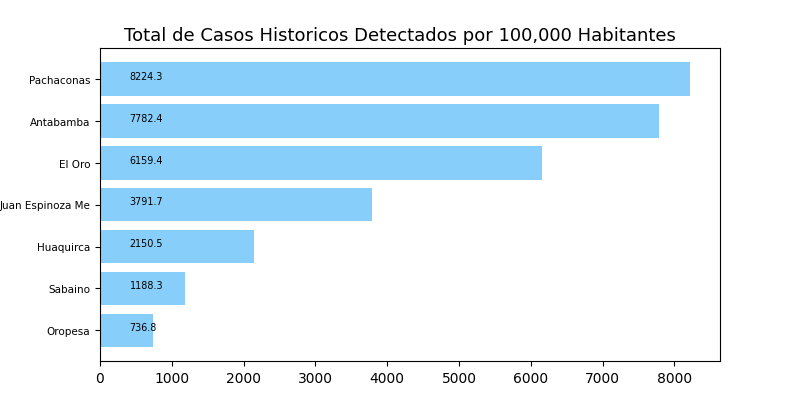 Total de Casos Historicos Detectados por 100,000 Habitantes
Pachaconas 8224.3
Antabamba 7782.4
El Oro 6159.4
Juan Espinoza Me 3791.7
Huaquirca 2150.5
Sabaino 1188.3
Oropesa 736.8
0 1000 2000 3000 4000 5000 6000 7000 8000